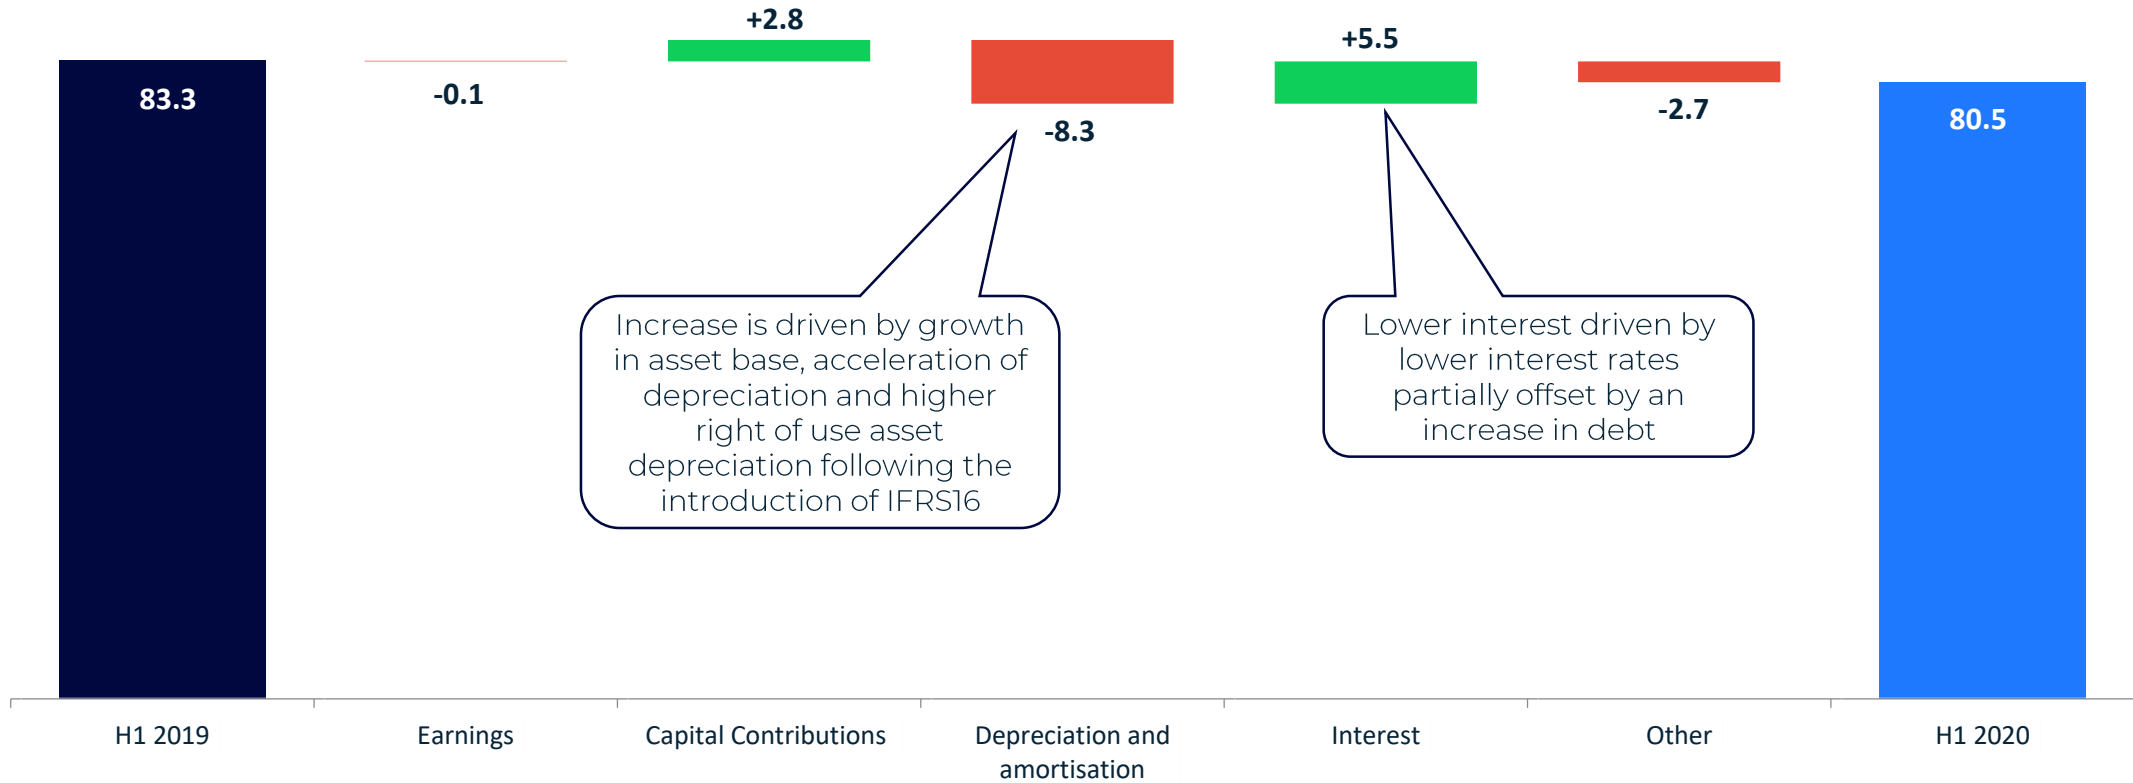 +2.8
+5.5
83.3
-0.1
-8.3
-2.7
80.5
Increase is driven by growth
in asset base, acceleration of
depreciation and higher
right of use asset
depreciation following the
introduction of IFRS16
Lower interest driven by
lower interest rates
partially offset by an
increase in debt
H1 2019
Earnings
Capital Contributions
Depreciation and
amortisation
Interest
Other
H1 2020